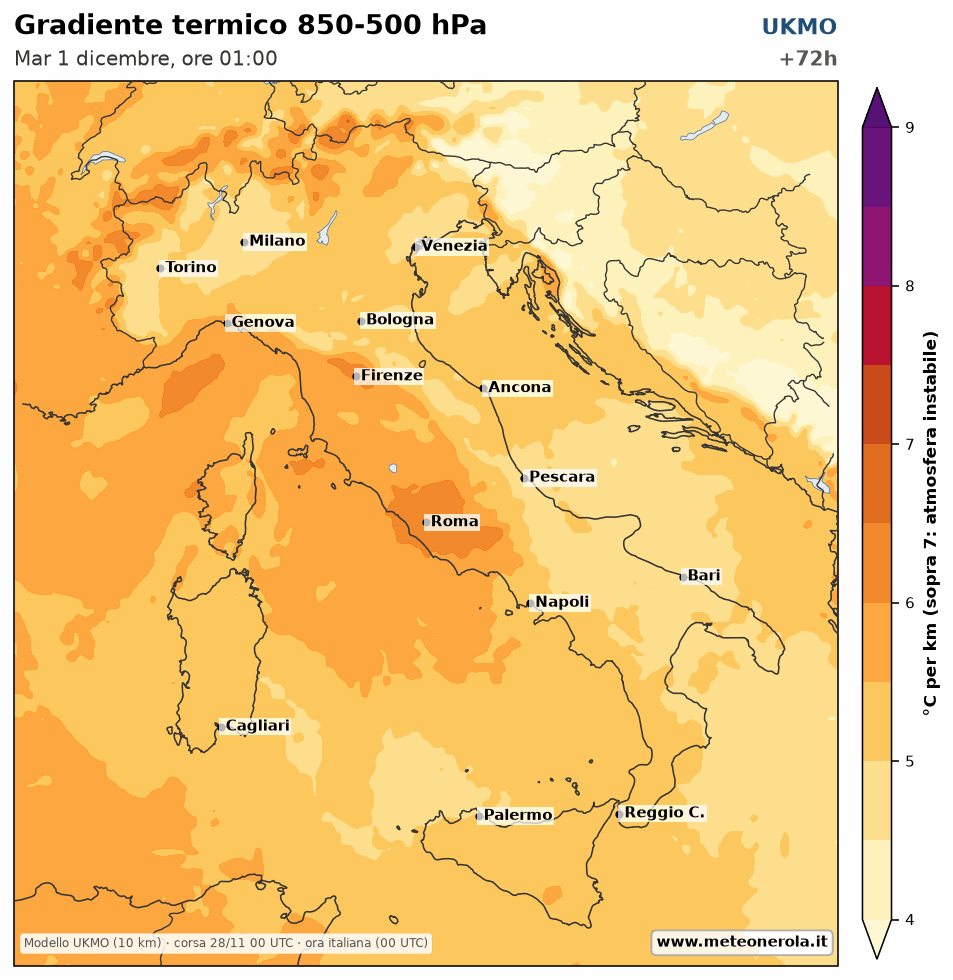 Gradiente termico 850-500 hPa
UKMO
Mar 1 dicembre, ore 01:00
+72h
Milano
Venezia
Torino
Genova
Bologna
Firenze
Ancona
Pescara
Roma
Bari
Napoli
Cagliari
Palermo
Reggio C.
Modello UKMO (10 km) · corsa 28/11 00 UTC · ora italiana (00 UTC)
www.meteonerola.it
9
8
7
6
5
4
°C per km (sopra 7: atmosfera instabile)